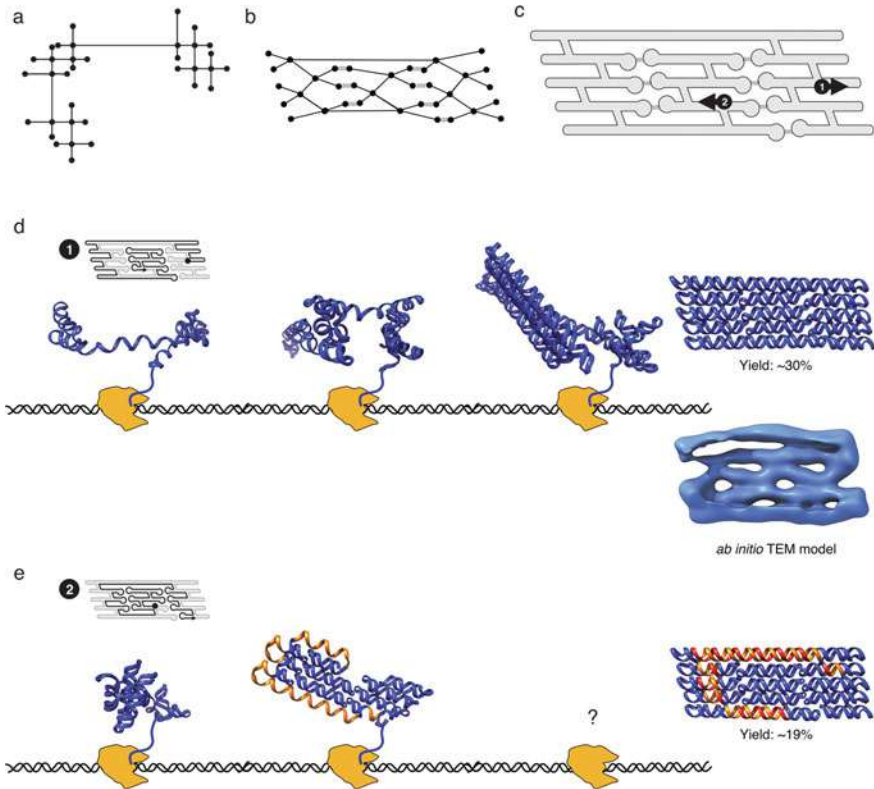 a
b
c
1
2
d
1
Yield: ~30%
ab initio TEM model
e
2
?
Yield: ~19%